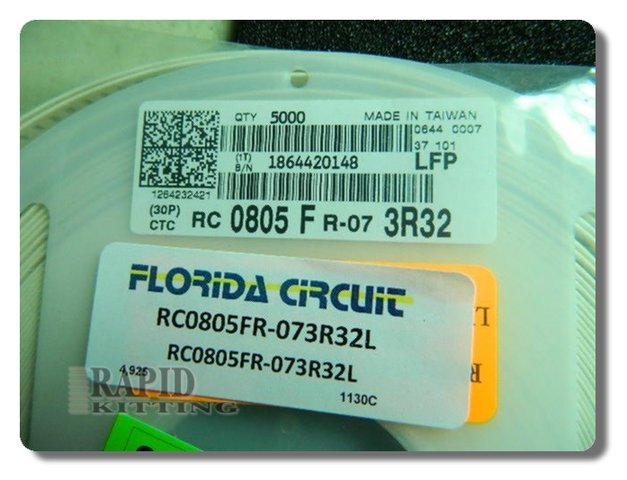 QTY 5000 MADE IN TAIWAN
0644 0007
37 101
(1T)
B/N 1864420148 LFP
1264232421
(30P)
CTC RC 0805 F R-07 3R32
FLORIDA CIRCUIT
RC0805FR-073R32L
RC0805FR-073R32L
4,925
1130C
RAPID
KITTING